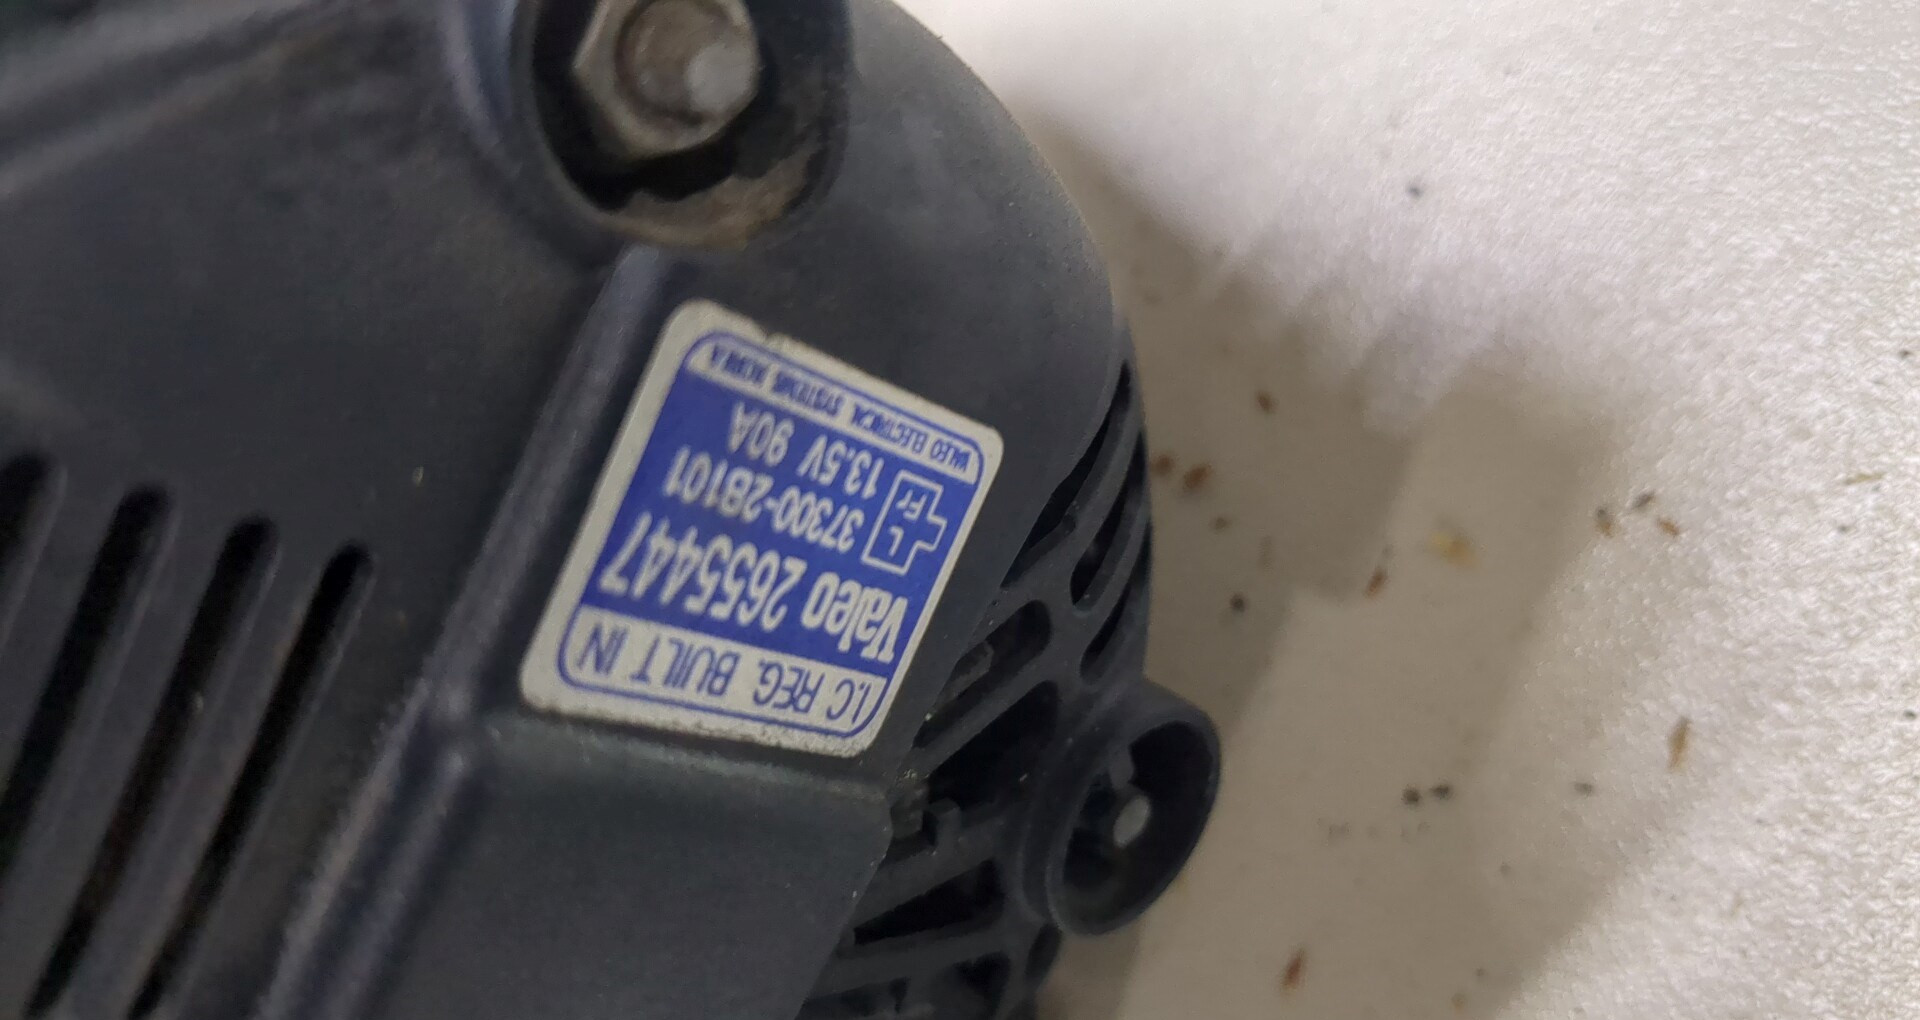 I.C REG. BUILT IN
Valeo 2655447
37300-2B101
L Fr
13.5V 90A
VALEO ELECTRICAL SYSTEMS KOREA